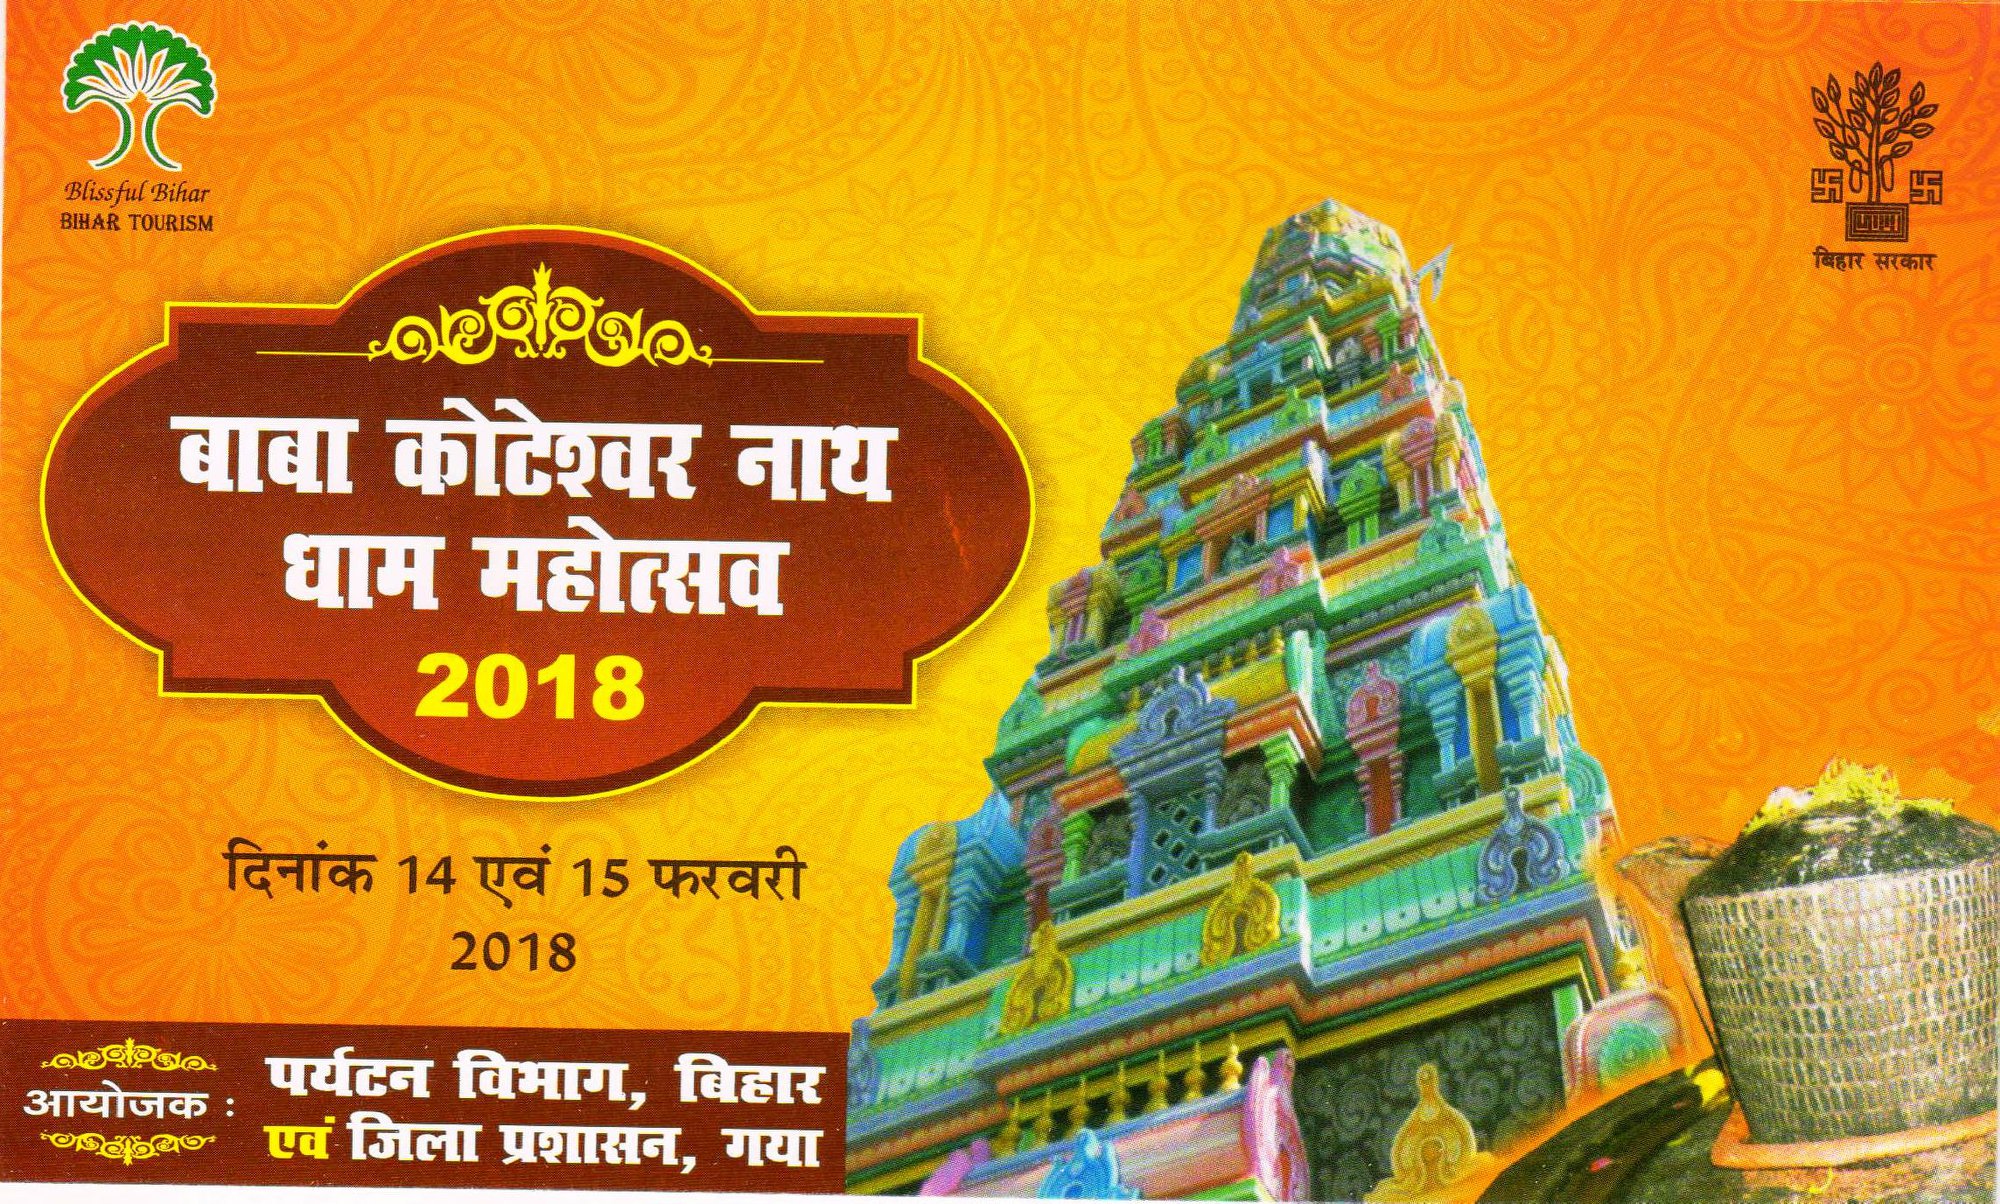 Blissful Bihar
BIHAR TOURISM
बिहार सरकार
बाबा कोटेश्वर नाथ
धाम महोत्सव
2018
दिनांक 14 एवं 15 फरवरी
2018
आयोजक :
पर्यटन विभाग, बिहार
एवं जिला प्रशासन, गया